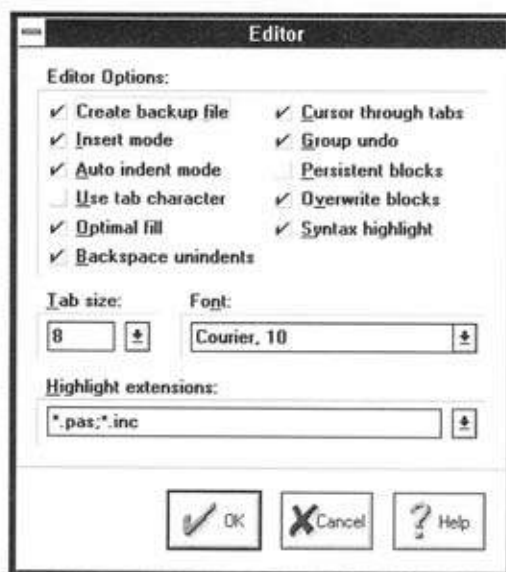 Editor
Editor Options:
Create backup file
Insert mode
Auto indent mode
Use tab character
Optimal fill
Backspace unindents
Cursor through tabs
Group undo
Persistent blocks
Overwrite blocks
Syntax highlight
Tab size:
8
Font:
Courier, 10
Highlight extensions:
*.pas;*.inc
OK
Cancel
Help